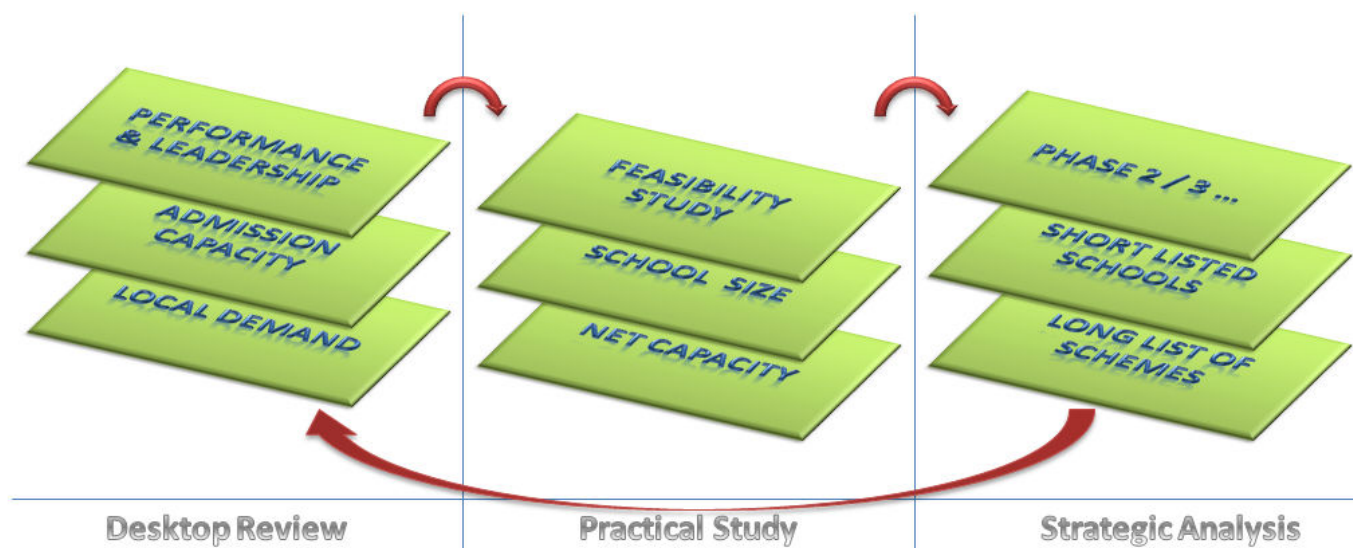 PERFORMANCE
& LEADERSHIP
ADMISSION
CAPACITY
LOCAL DEMAND
FEASIBILITY
STUDY
SCHOOL SIZE
NET CAPACITY
PHASE 2 / 3 ...
SHORT LISTED
SCHOOLS
LONG LIST OF
SCHEMES
Desktop Review
Practical Study
Strategic Analysis